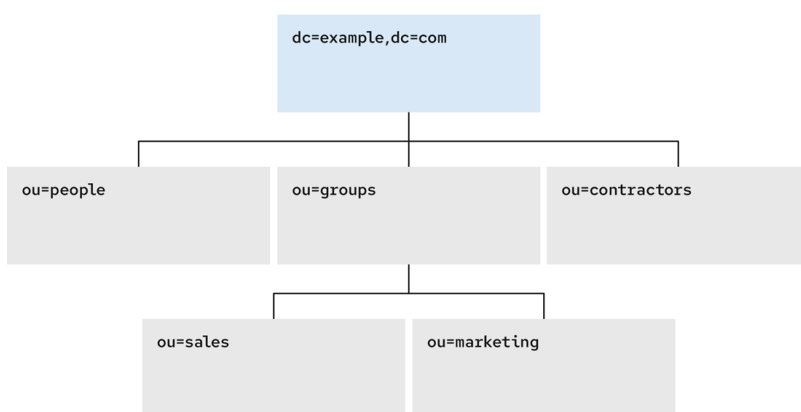 dc=example,dc=com
ou=people
ou=groups
ou=contractors
ou=sales
ou=marketing